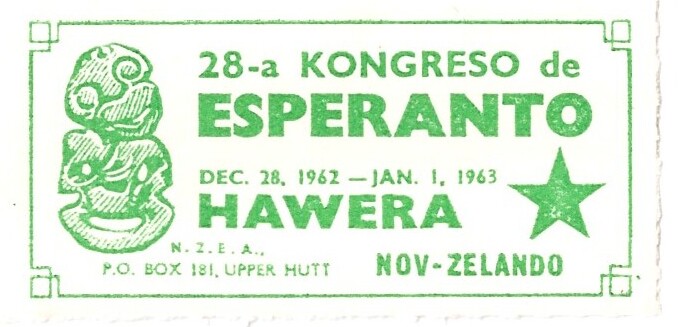 28-a KONGRESO de
ESPERANTO
DEC. 28, 1962 — JAN. 1, 1963
HAWERA
N. Z. E. A.,
P.O. BOX 181, UPPER HUTT
NOV-ZELANDO